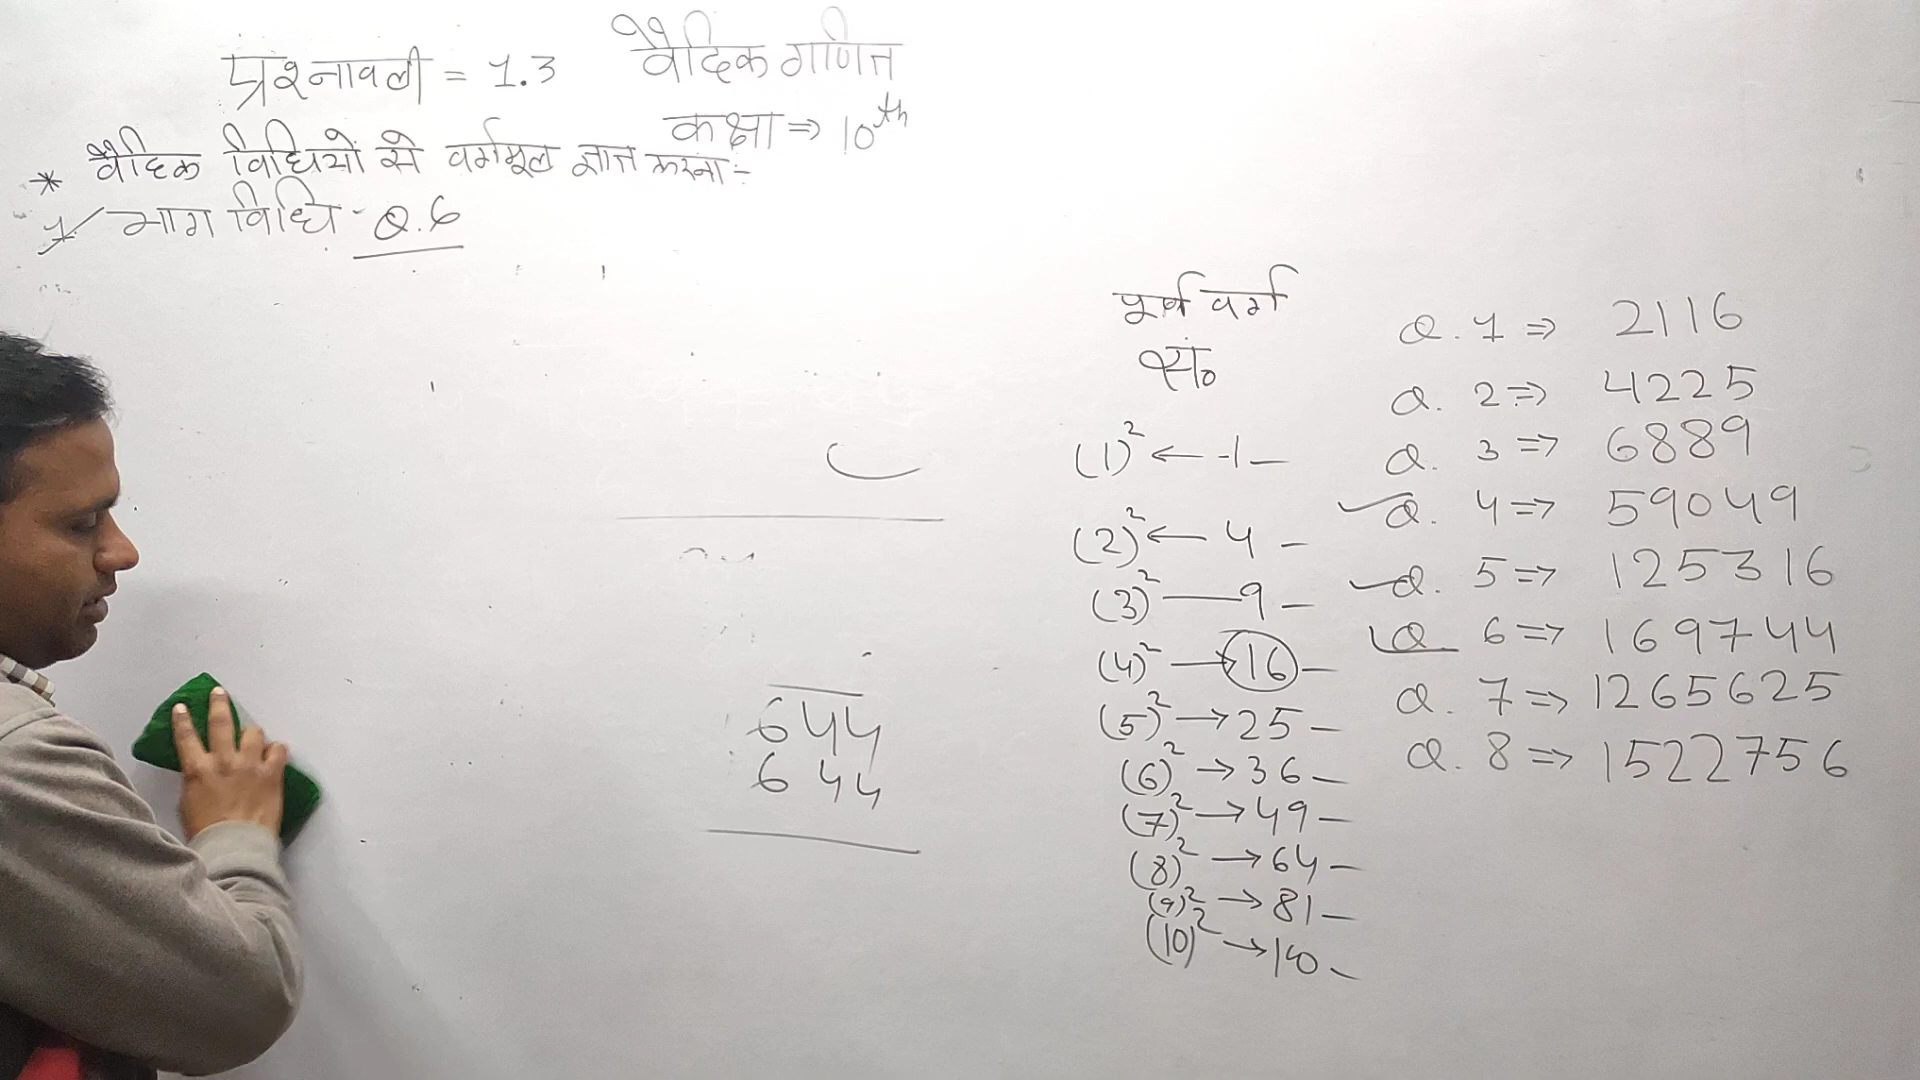 प्रश्नावली = 1.3
वैदिक गणित
कक्षा ⇒ 10th
* वैदिक विधियों से वर्गमूल ज्ञात करना :-
1 भाग विधि - Q.6
644
644
पूर्ण वर्ग
सं०
(1)² ← 1 –
(2)² ← 4 –
(3)² — 9 –
(4)² → 16 –
(5)² → 25 –
(6)² → 36 –
(7)² → 49 –
(8)² → 64 –
(9)² → 81 –
(10)² → 100 –
Q. 1 ⇒ 2116
Q. 2 ⇒ 4225
Q. 3 ⇒ 6889
Q. 4 ⇒ 59049
Q. 5 ⇒ 125316
Q 6 ⇒ 169744
Q. 7 ⇒ 1265625
Q. 8 ⇒ 1522756